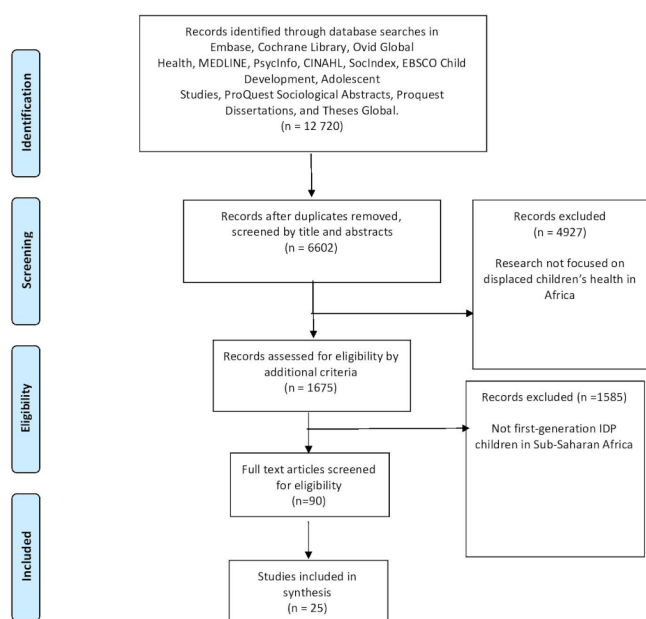 Identification
Records identified through database searches in
Embase, Cochrane Library, Ovid Global
Health, MEDLINE, PsycInfo, CINAHL, SocIndex, EBSCO Child
Development, Adolescent
Studies, ProQuest Sociological Abstracts, Proquest
Dissertations, and Theses Global.
(n = 12 720)
Screening
Records after duplicates removed,
screened by title and abstracts
(n = 6602)
Records excluded
(n = 4927)
Research not focused on
displaced children's health in
Africa
Eligibility
Records assessed for eligibility by
additional criteria
(n = 1675)
Records excluded (n =1585)
Not first-generation IDP
children in Sub-Saharan Africa
Full text articles screened
for eligibility
(n=90)
Included
Studies included in
synthesis
(n = 25)